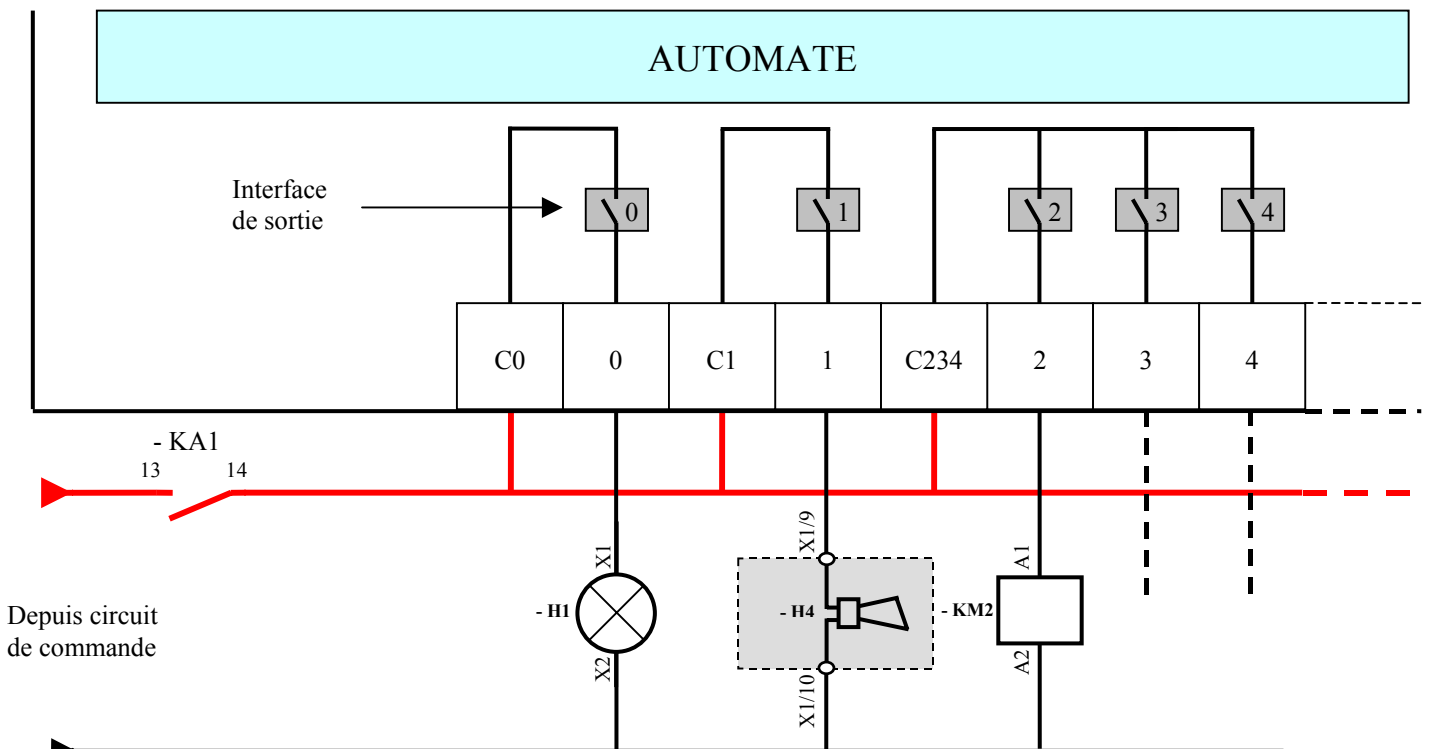 AUTOMATE
Interface
de sortie
0
1
2
3
4
C0
0
C1
1
C234
2
3
4
- KA1
13
14
X1
X1/9
A1
- H1
- H4
- KM2
Depuis circuit
de commande
X2
X1/10
A2